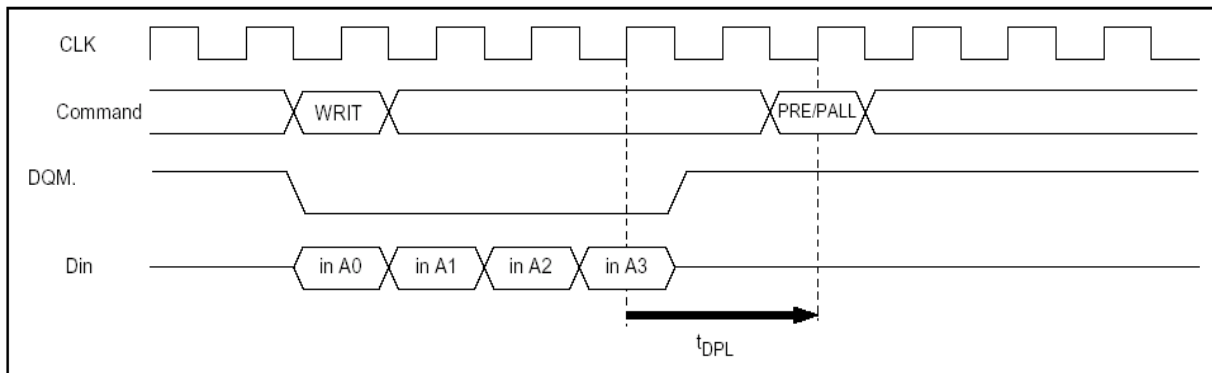 CLK
Command
WRIT
PRE/PALL
DQM.
Din
in A0
in A1
in A2
in A3
tDPL